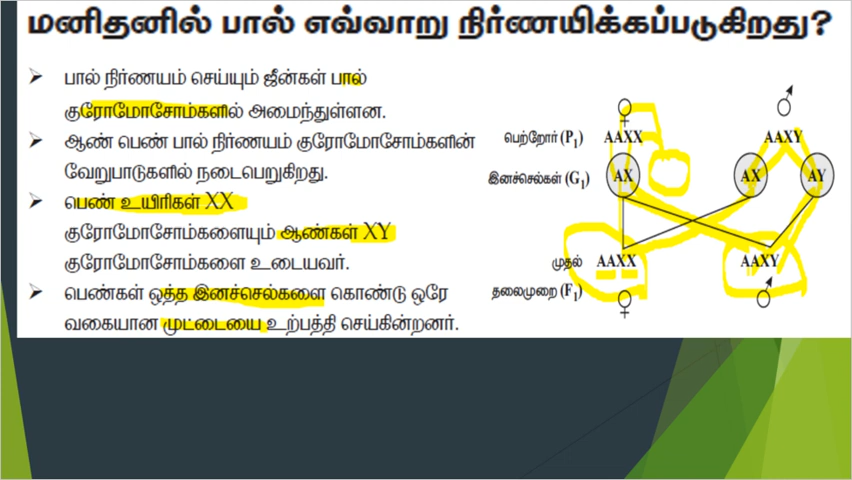 மனிதனில் பால் எவ்வாறு நிர்ணயிக்கப்படுகிறது?
➢ பால் நிர்ணயம் செய்யும் ஜீன்கள் பால்
குரோமோசோம்களில் அமைந்துள்ளன.
➢ ஆண் பெண் பால் நிர்ணயம் குரோமோசோம்களின்
வேறுபாடுகளில் நடைபெறுகிறது.
➢ பெண் உயிரிகள் XX
குரோமோசோம்களையும் ஆண்கள் XY
குரோமோசோம்களை உடையவர்.
➢ பெண்கள் ஒத்த இனச்செல்களை கொண்டு ஒரே
வகையான முட்டையை உற்பத்தி செய்கின்றனர்.
♀ ♂
பெற்றோர் (P₁) AAXX AAXY
இனச்செல்கள் (G₁) AX AX AY
முதல் AAXX AAXY
தலைமுறை (F₁) ♀ ♂